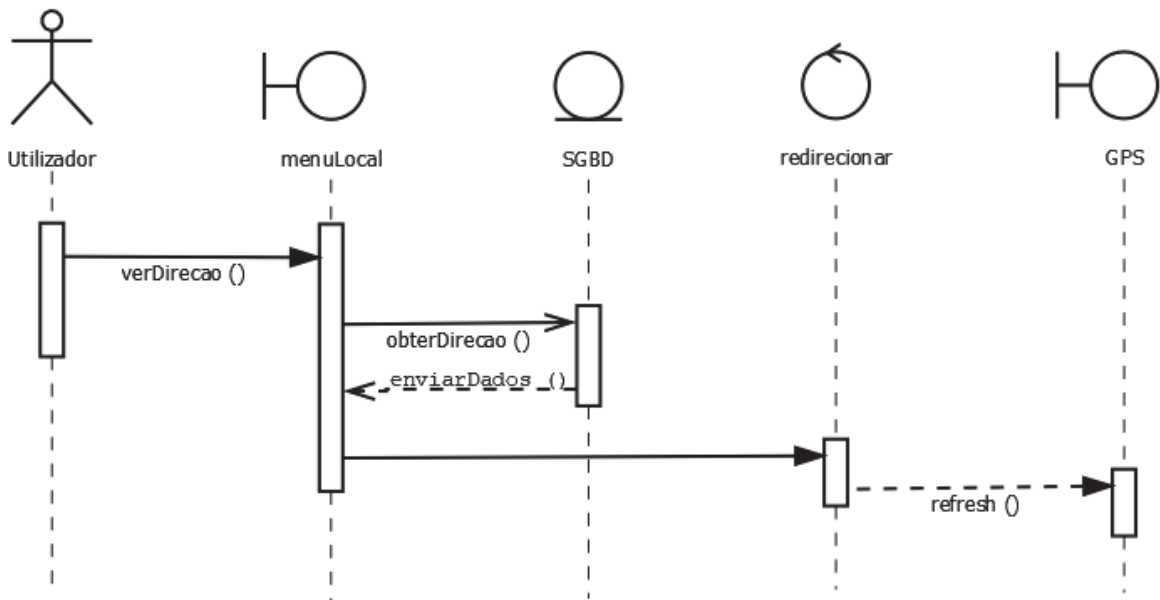 Utilizador
menuLocal
SGBD
redirecionar
GPS
verDirecao ()
obterDirecao ()
enviarDados ()
refresh ()